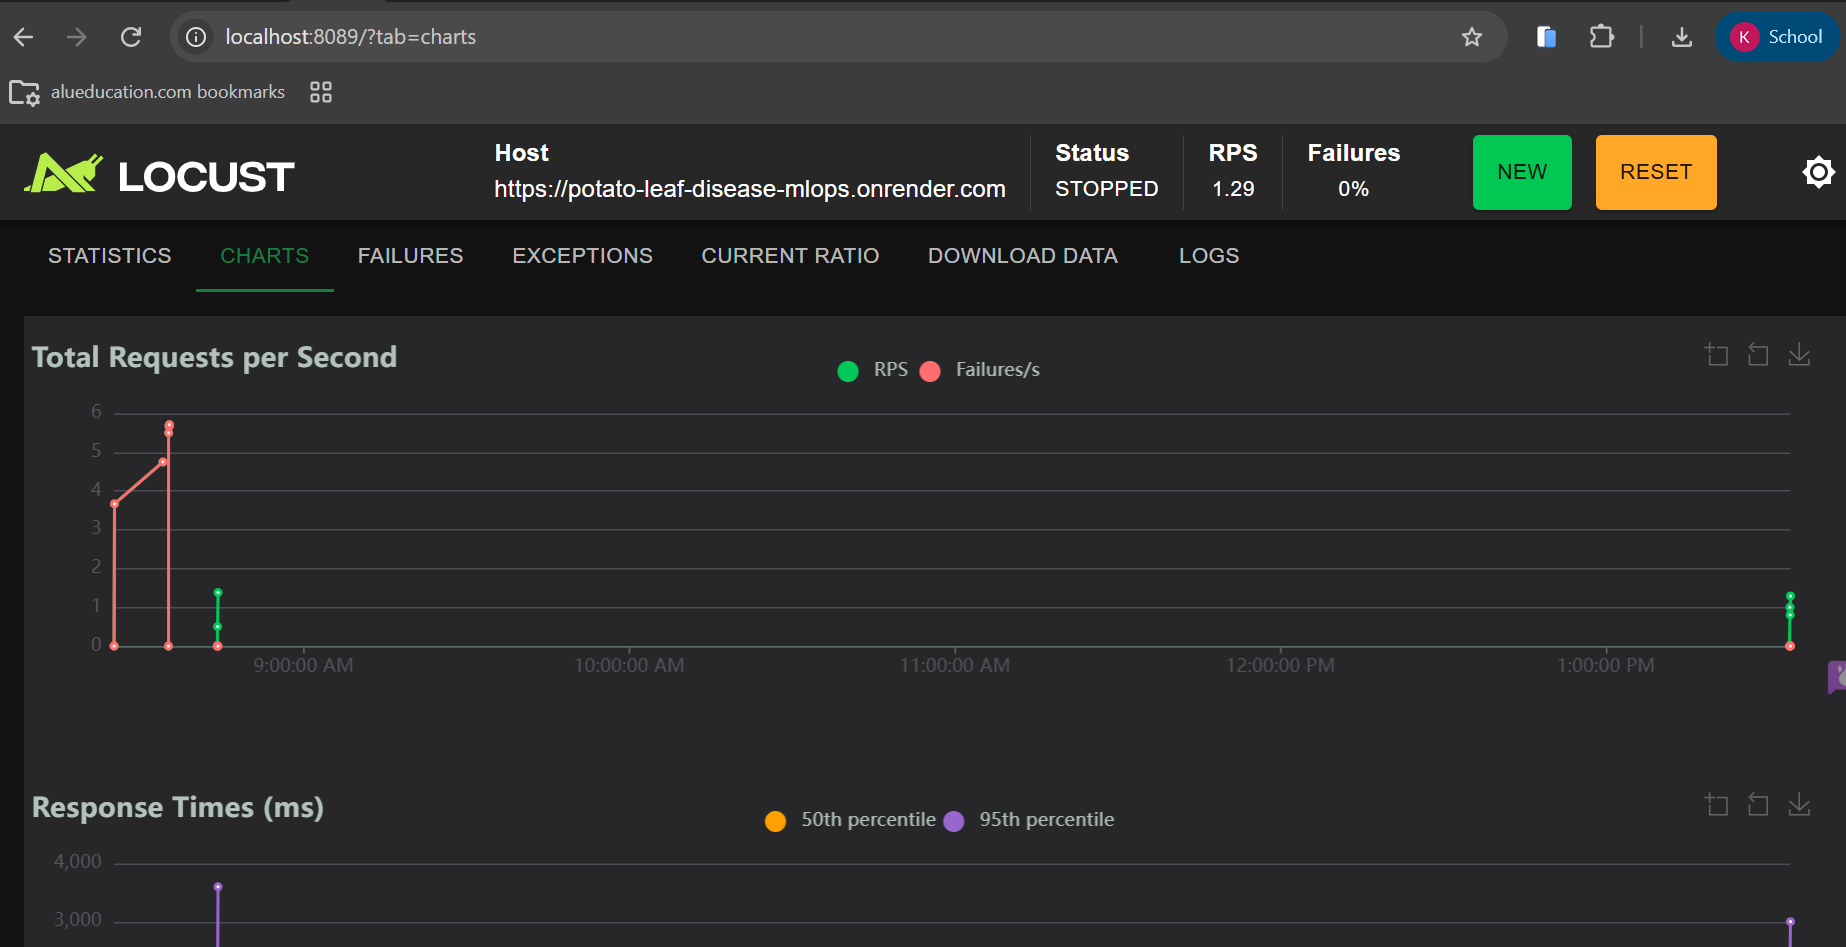 localhost:8089/?tab=charts
K School
alueducation.com bookmarks
LOCUST
Host
https://potato-leaf-disease-mlops.onrender.com
Status
STOPPED
RPS
1.29
Failures
0%
NEW
RESET
STATISTICS CHARTS FAILURES EXCEPTIONS CURRENT RATIO DOWNLOAD DATA LOGS
Total Requests per Second
RPS Failures/s
6
5
4
3
2
1
0
9:00:00 AM 10:00:00 AM 11:00:00 AM 12:00:00 PM 1:00:00 PM
Response Times (ms)
50th percentile 95th percentile
4,000
3,000